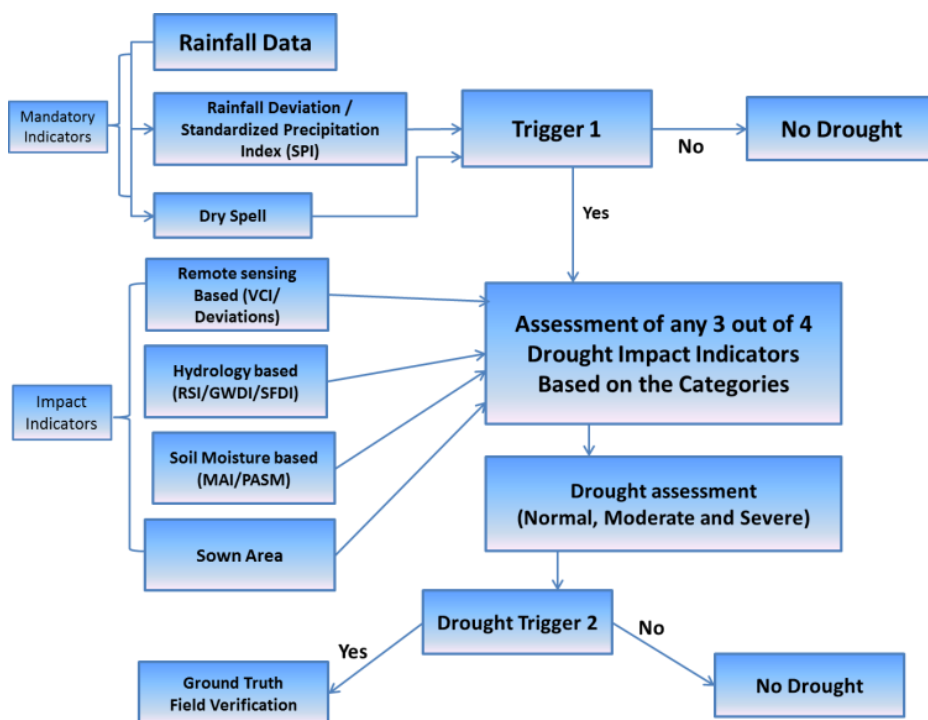 Rainfall Data
Mandatory
Indicators
Rainfall Deviation /
Standardized Precipitation
Index (SPI)
Dry Spell
Trigger 1
No
No Drought
Yes
Impact
Indicators
Remote sensing
Based (VCI/
Deviations)
Hydrology based
(RSI/GWDI/SFDI)
Soil Moisture based
(MAI/PASM)
Sown Area
Assessment of any 3 out of 4
Drought Impact Indicators
Based on the Categories
Drought assessment
(Normal, Moderate and Severe)
Drought Trigger 2
Yes
No
Ground Truth
Field Verification
No Drought